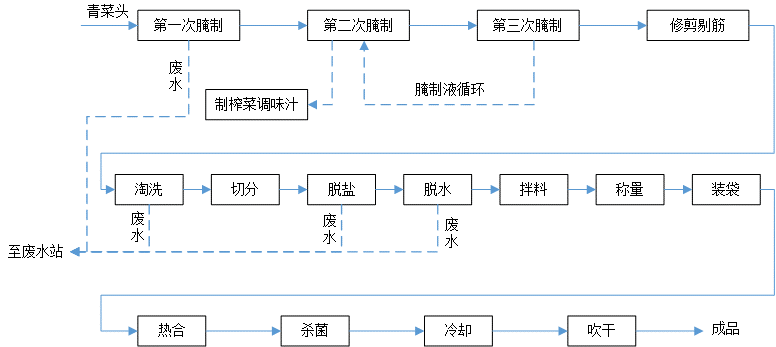 青菜头
第一次腌制
第二次腌制
第三次腌制
修剪剔筋
废水
制榨菜调味汁
腌制液循环
淘洗
切分
脱盐
脱水
拌料
称量
装袋
废水
废水
废水
至废水站
热合
杀菌
冷却
吹干
成品